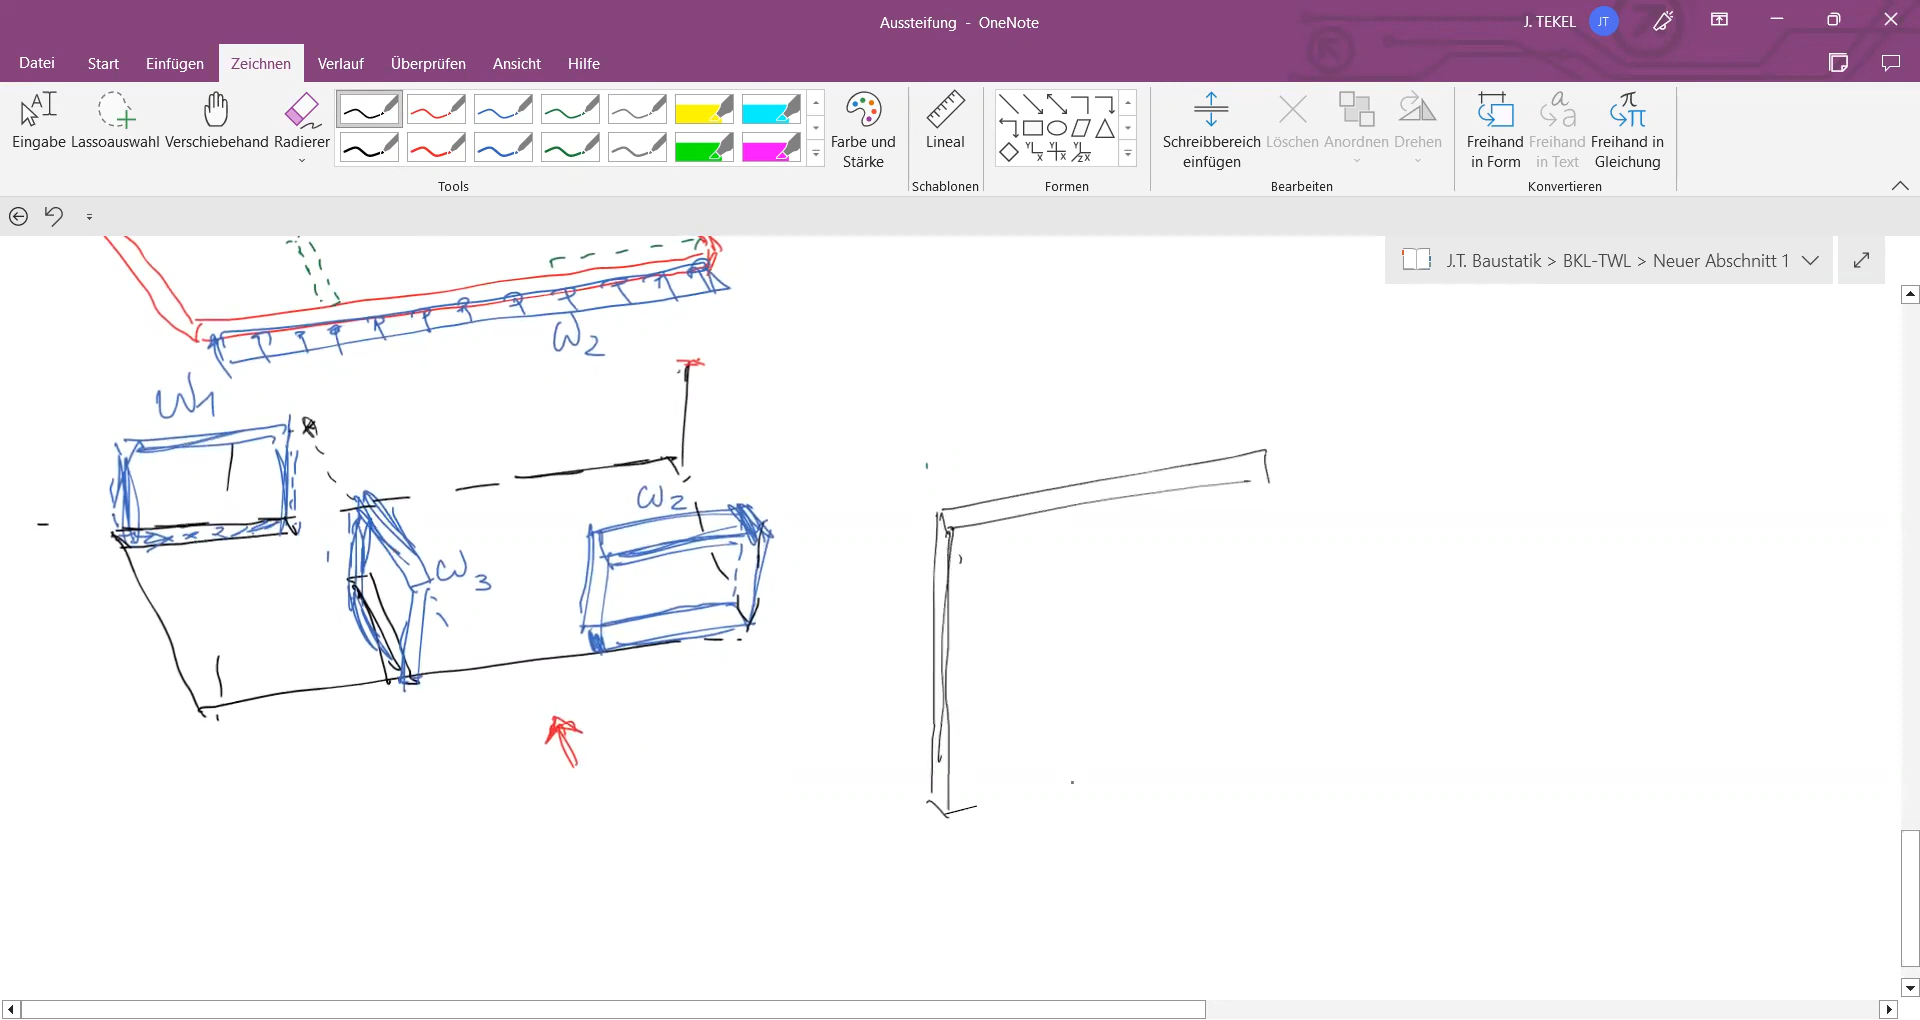 Aussteifung - OneNote
J. TEKEL
JT
Datei Start Einfügen Zeichnen Verlauf Überprüfen Ansicht Hilfe
Eingabe Lassoauswahl Verschiebehand Radierer
Farbe und Stärke
Lineal
Schreibbereich einfügen
Löschen Anordnen Drehen
Freihand in Form
Freihand in Text
Freihand in Gleichung
Tools Schablonen Formen Bearbeiten Konvertieren
J.T. Baustatik > BKL-TWL > Neuer Abschnitt 1
W2
W1
W2
W3